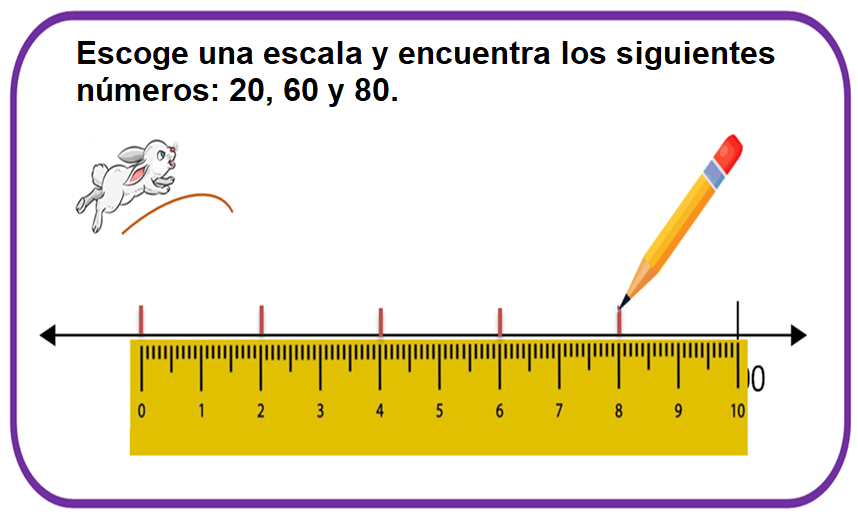 Escoge una escala y encuentra los siguientes
números: 20, 60 y 80.
0 1 2 3 4 5 6 7 8 9 10